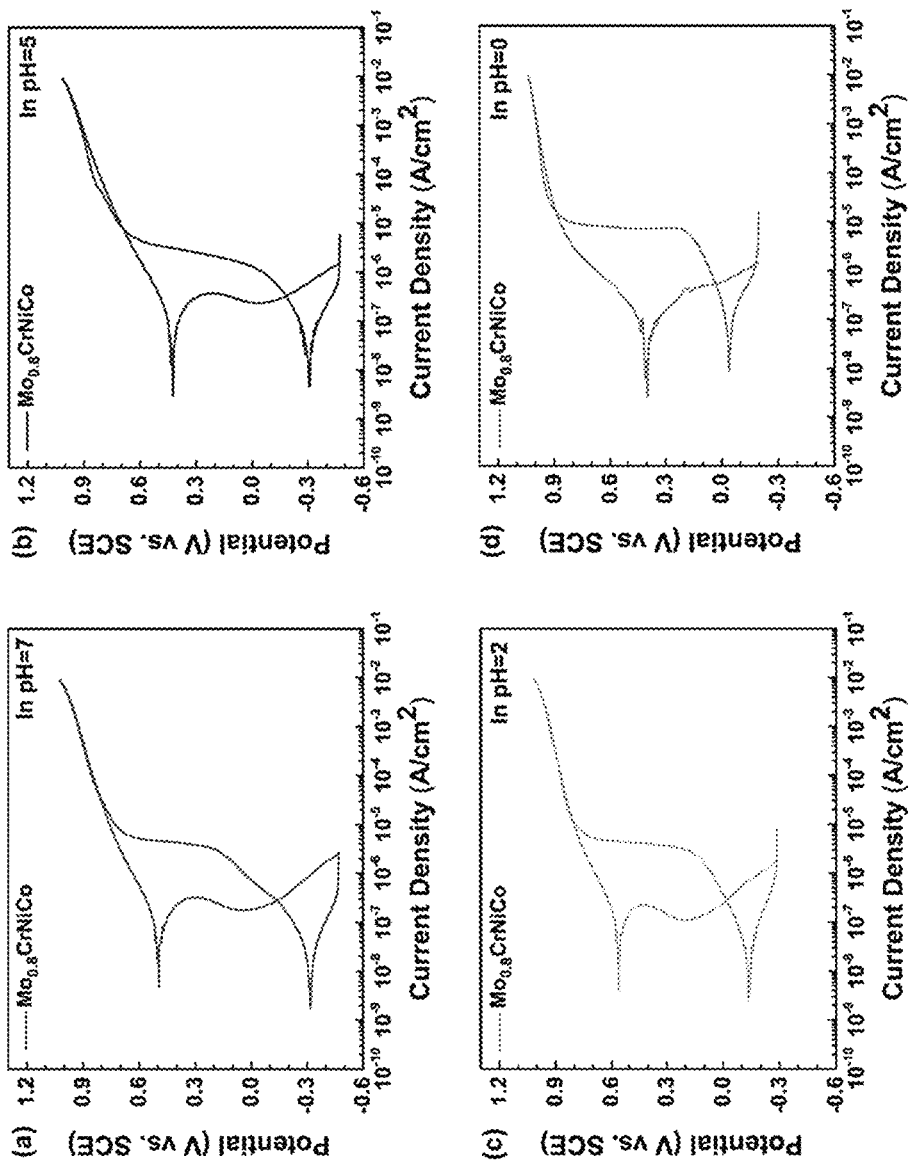 (a)
Mo0.8CrNiCo
In pH=7
1.2
0.9
0.6
0.3
0.0
-0.3
-0.6
Potential (V vs. SCE)
10-10 10-9 10-8 10-7 10-6 10-5 10-4 10-3 10-2 10-1
Current Density (A/cm2)
(b)
Mo0.8CrNiCo
In pH=5
1.2
0.9
0.6
0.3
0.0
-0.3
-0.6
Potential (V vs. SCE)
10-10 10-9 10-8 10-7 10-6 10-5 10-4 10-3 10-2 10-1
Current Density (A/cm2)
(c)
Mo0.8CrNiCo
In pH=2
1.2
0.9
0.6
0.3
0.0
-0.3
-0.6
Potential (V vs. SCE)
10-10 10-9 10-8 10-7 10-6 10-5 10-4 10-3 10-2 10-1
Current Density (A/cm2)
(d)
Mo0.8CrNiCo
In pH=0
1.2
0.9
0.6
0.3
0.0
-0.3
-0.6
Potential (V vs. SCE)
10-10 10-9 10-8 10-7 10-6 10-5 10-4 10-3 10-2 10-1
Current Density (A/cm2)